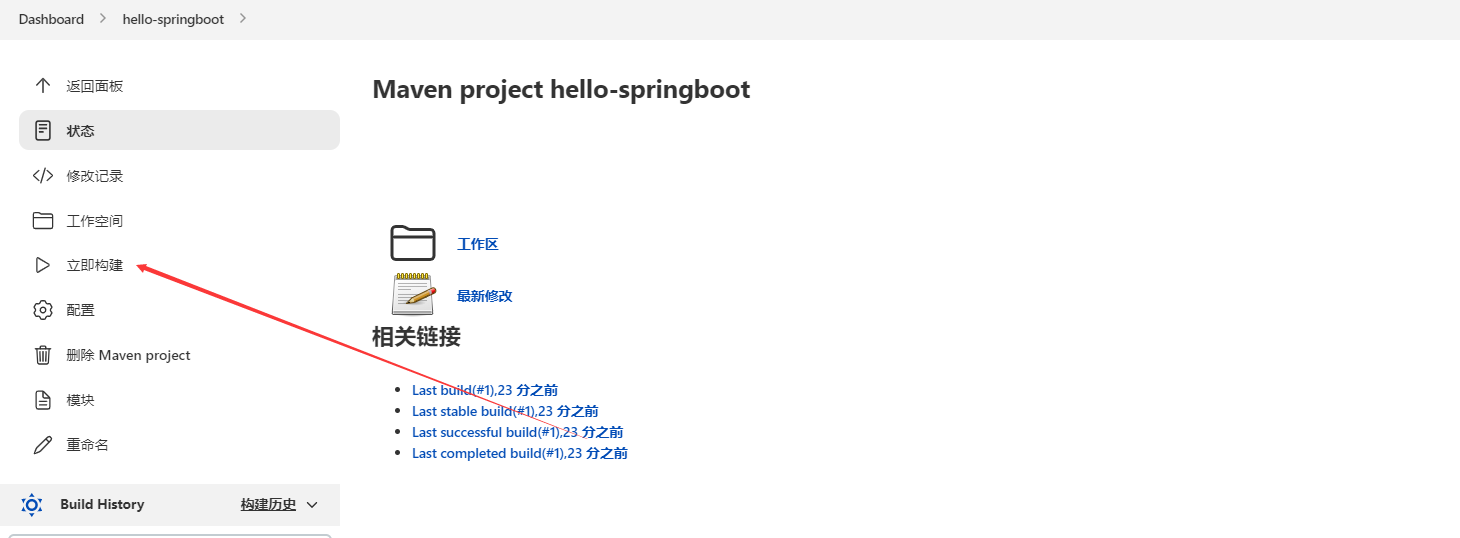 Dashboard > hello-springboot >
返回面板
状态
修改记录
工作空间
立即构建
配置
删除 Maven project
模块
重命名
Build History 构建历史
Maven project hello-springboot
工作区
最新修改
相关链接
Last build(#1),23 分之前
Last stable build(#1),23 分之前
Last successful build(#1),23 分之前
Last completed build(#1),23 分之前